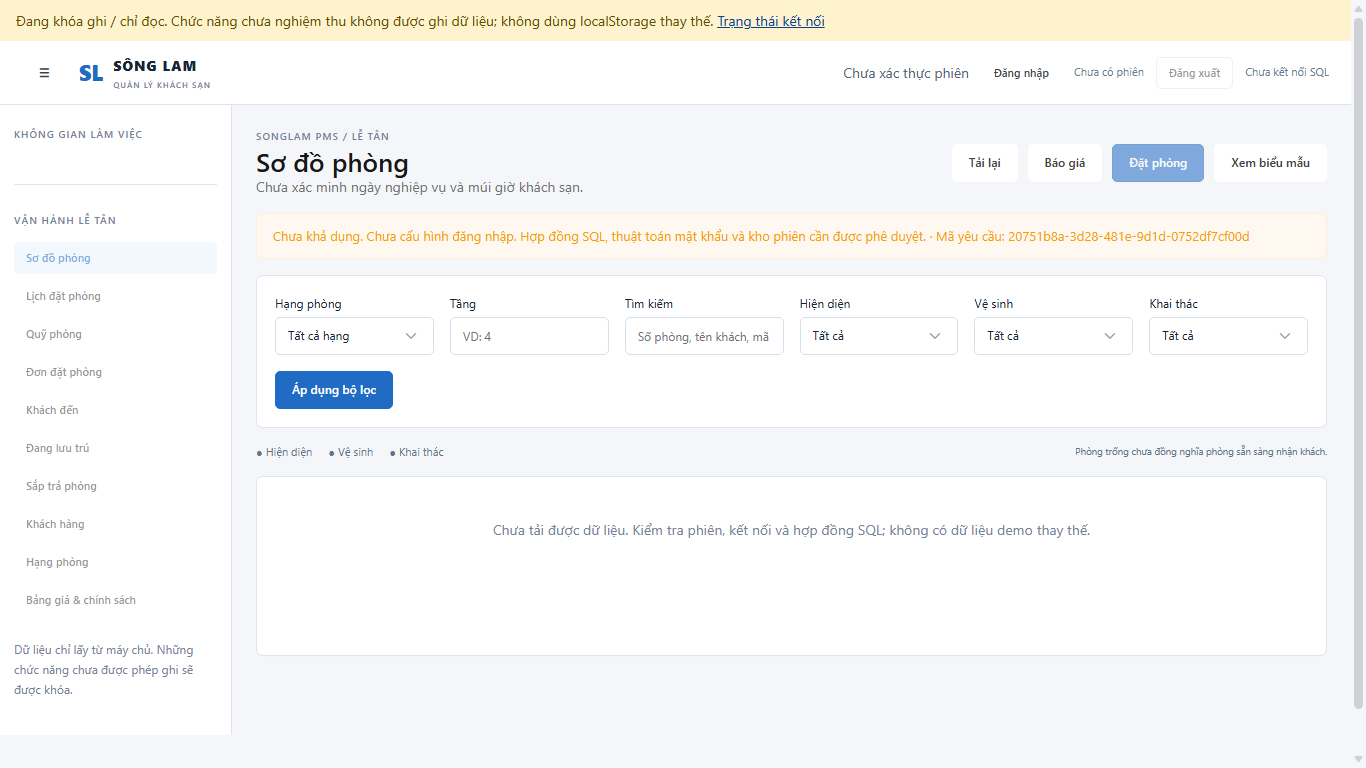 Đang khóa ghi / chỉ đọc. Chức năng chưa nghiệm thu không được ghi dữ liệu; không dùng localStorage thay thế. Trạng thái kết nối
☰
SL SÔNG LAM
QUẢN LÝ KHÁCH SẠN
Chưa xác thực phiên
Đăng nhập
Chưa có phiên
Đăng xuất
Chưa kết nối SQL
KHÔNG GIAN LÀM VIỆC
VẬN HÀNH LỄ TÂN
Sơ đồ phòng
Lịch đặt phòng
Quỹ phòng
Đơn đặt phòng
Khách đến
Đang lưu trú
Sắp trả phòng
Khách hàng
Hạng phòng
Bảng giá & chính sách
Dữ liệu chỉ lấy từ máy chủ. Những
chức năng chưa được phép ghi sẽ
được khóa.
SONGLAM PMS / LỄ TÂN
Sơ đồ phòng
Chưa xác minh ngày nghiệp vụ và múi giờ khách sạn.
Tải lại
Báo giá
Đặt phòng
Xem biểu mẫu
Chưa khả dụng. Chưa cấu hình đăng nhập. Hợp đồng SQL, thuật toán mật khẩu và kho phiên cần được phê duyệt. · Mã yêu cầu: 20751b8a-3d28-481e-9d1d-0752df7cf00d
Hạng phòng
Tất cả hạng
Tầng
VD: 4
Tìm kiếm
Số phòng, tên khách, mã
Hiện diện
Tất cả
Vệ sinh
Tất cả
Khai thác
Tất cả
Áp dụng bộ lọc
● Hiện diện ● Vệ sinh ● Khai thác
Phòng trống chưa đồng nghĩa phòng sẵn sàng nhận khách.
Chưa tải được dữ liệu. Kiểm tra phiên, kết nối và hợp đồng SQL; không có dữ liệu demo thay thế.